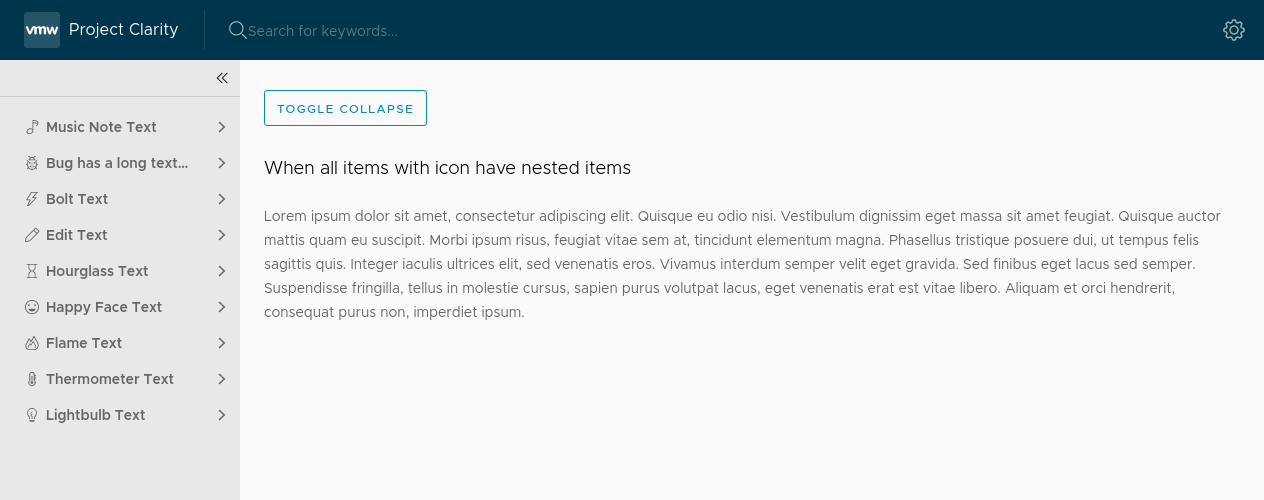 vmw Project Clarity Search for keywords...
TOGGLE COLLAPSE
Music Note Text
Bug has a long text...
Bolt Text
Edit Text
Hourglass Text
Happy Face Text
Flame Text
Thermometer Text
Lightbulb Text
When all items with icon have nested items
Lorem ipsum dolor sit amet, consectetur adipiscing elit. Quisque eu odio nisi. Vestibulum dignissim eget massa sit amet feugiat. Quisque auctor
mattis quam eu suscipit. Morbi ipsum risus, feugiat vitae sem at, tincidunt elementum magna. Phasellus tristique posuere dui, ut tempus felis
sagittis quis. Integer iaculis ultrices elit, sed venenatis eros. Vivamus interdum semper velit eget gravida. Sed finibus eget lacus sed semper.
Suspendisse fringilla, tellus in molestie cursus, sapien purus volutpat lacus, eget venenatis erat est vitae libero. Aliquam et orci hendrerit,
consequat purus non, imperdiet ipsum.